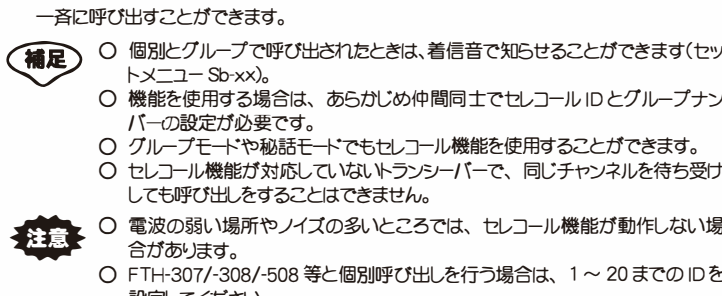 一斉に呼び出すことができます。
補足
○ 個別とグループで呼び出されたときは、着信音で知らせることができます(セッ
トメニュー Sb-xx)。
○ 機能を使用する場合は、あらかじめ仲間同士でセレコール ID とグループナン
バーの設定が必要です。
○ グループモードや秘話モードでもセレコール機能を使用することができます。
○ セレコール機能が対応していないトランシーバーで、同じチャンネルを待ち受け
しても呼び出しをすることはできません。
注意
○ 電波の弱い場所やノイズの多いところでは、セレコール機能が動作しない場
合があります。
○ FTH-307/-308/-508 等と個別呼び出しを行う場合は、1 ~ 20 までの ID を
設定してください